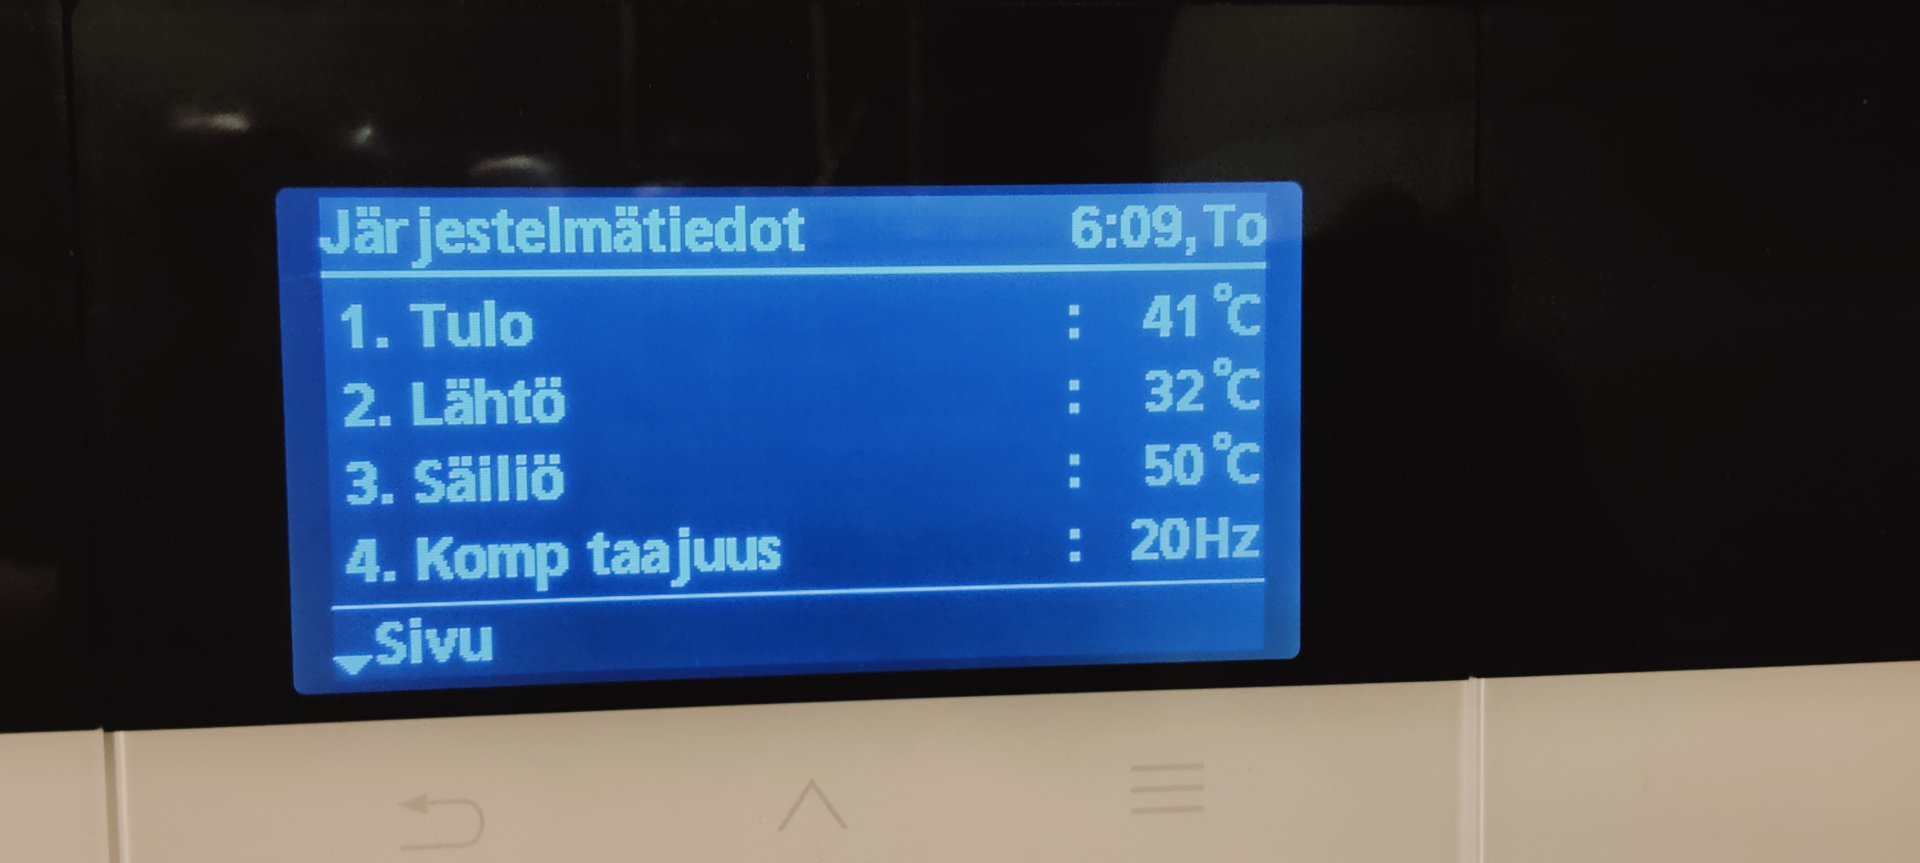 Järjestelmätiedot 6:09,To
1. Tulo : 41°C
2. Lähtö : 32°C
3. Säiliö : 50°C
4. Komp taajuus : 20Hz
Sivu